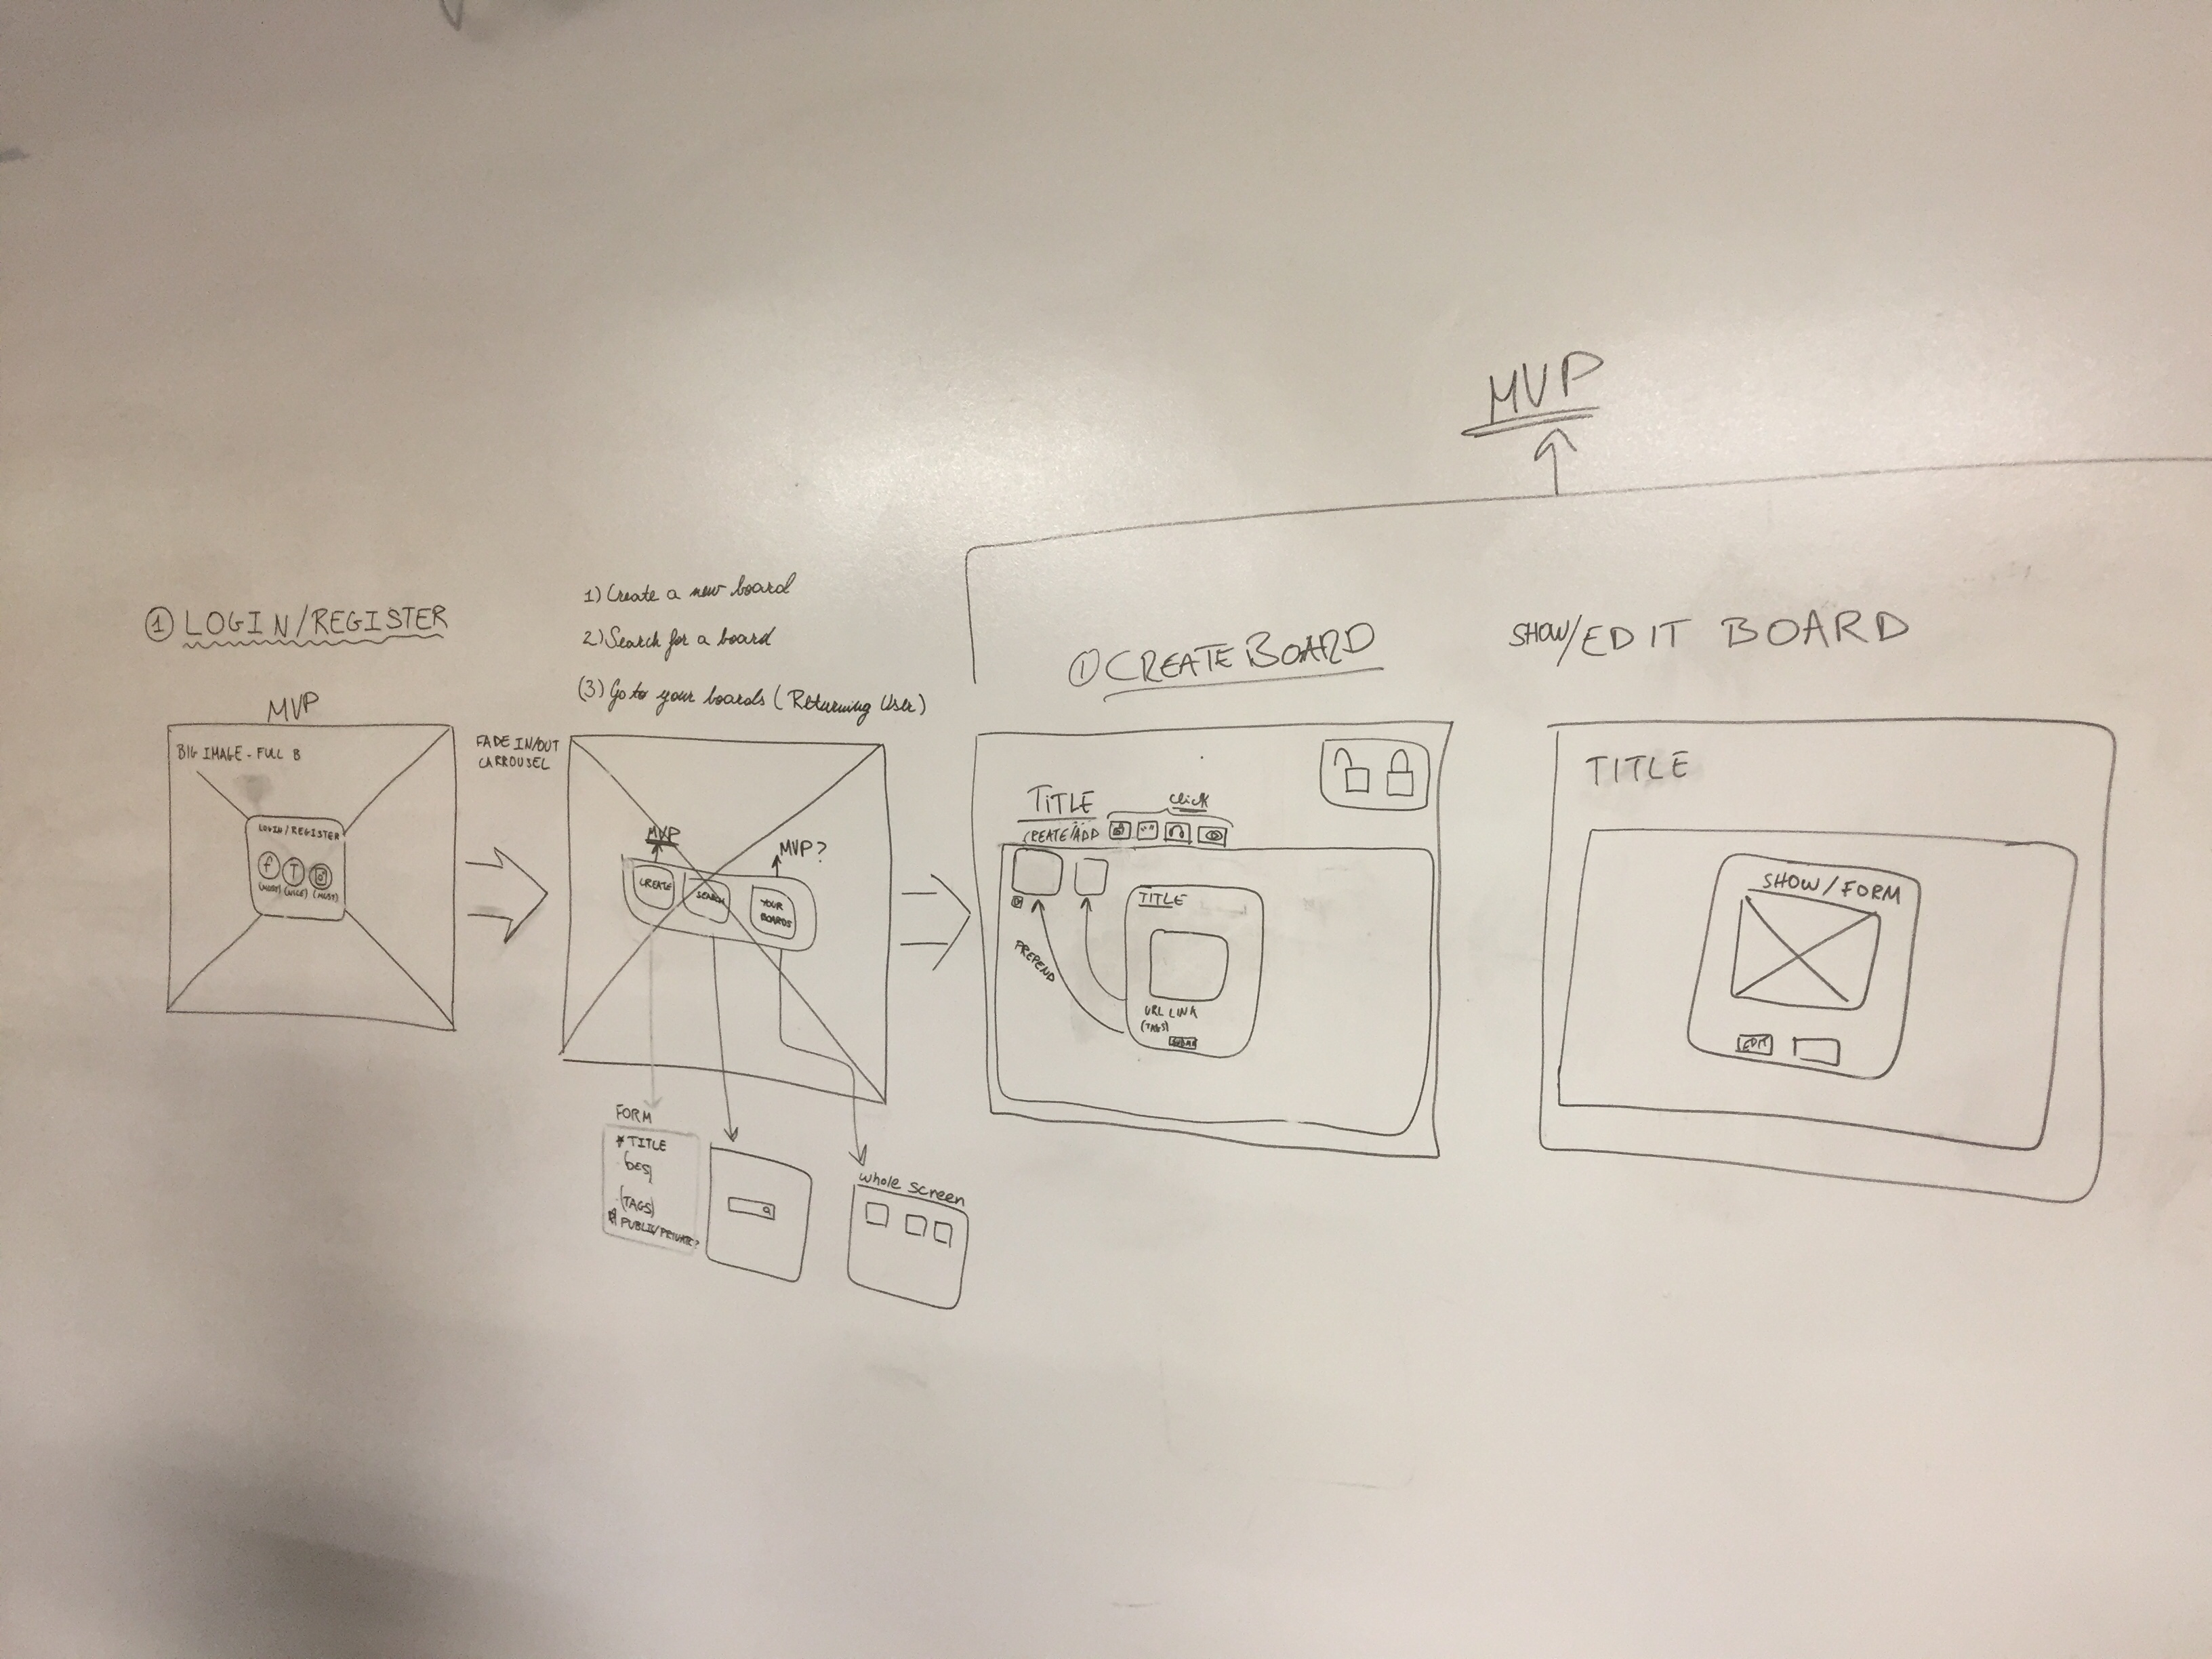 MVP
① LOGIN/REGISTER
MVP
BIG IMAGE - FULL B
LOGIN/REGISTER
f T
(MUST) (NICE) (MUST)
FADE IN/OUT
CARROUSEL
1) Create a new board
2) Search for a board
(3) Go to your boards (Returning User)
MVP
MVP?
CREATE
SEARCH
YOUR
BOARDS
FORM
* TITLE
DES
(TAGS)
PUBLIC/PRIVATE?
whole screen
① CREATE BOARD
TITLE
click
CREATE/ADD
PREPEND
TITLE
URL LINK
(TAGS)
SHOW/EDIT BOARD
TITLE
SHOW/FORM
EDIT